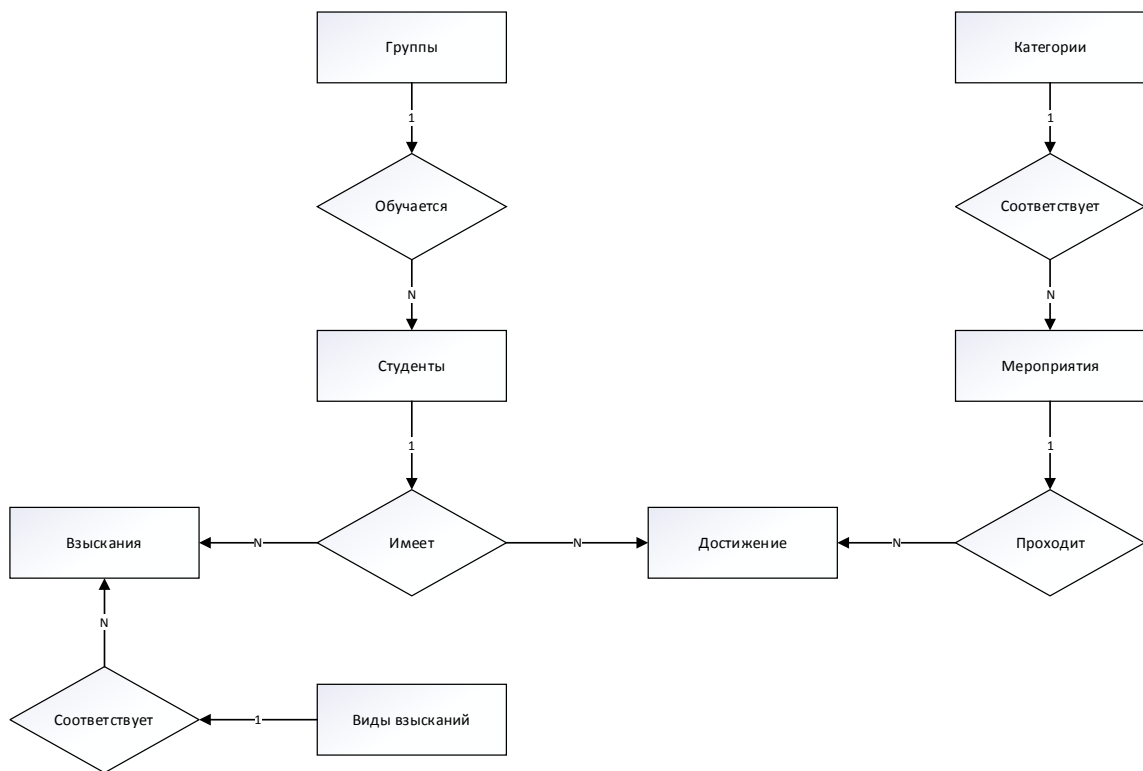 Группы
Категории
1
1
Обучается
Соответствует
N
N
Студенты
Мероприятия
1
1
Взыскания
N
Имеет
N
Достижение
N
Проходит
N
Соответствует
1
Виды взысканий